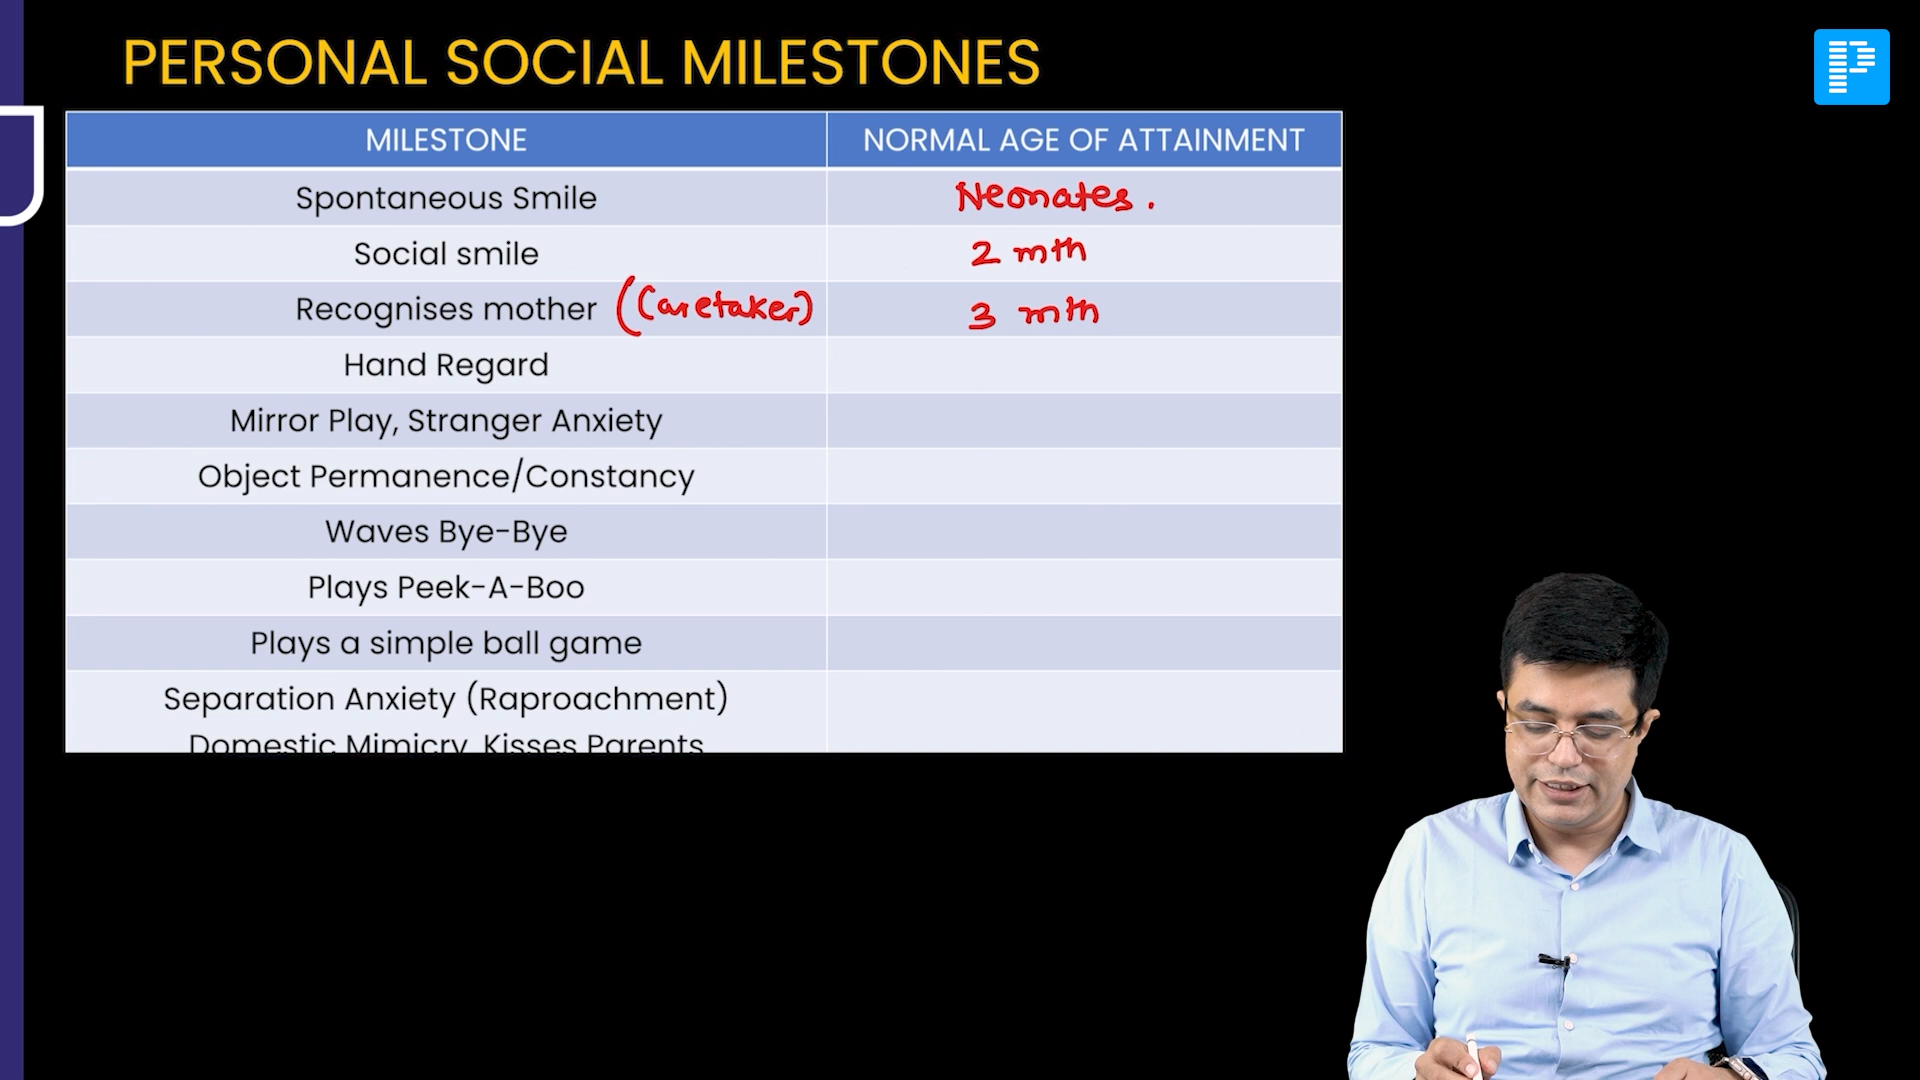 PERSONAL SOCIAL MILESTONES
MILESTONE NORMAL AGE OF ATTAINMENT
Spontaneous Smile Neonates.
Social smile 2 mth
Recognises mother (Caretaker) 3 mth
Hand Regard
Mirror Play, Stranger Anxiety
Object Permanence/Constancy
Waves Bye-Bye
Plays Peek-A-Boo
Plays a simple ball game
Separation Anxiety (Raproachment)
Domestic Mimicry, Kisses Parents